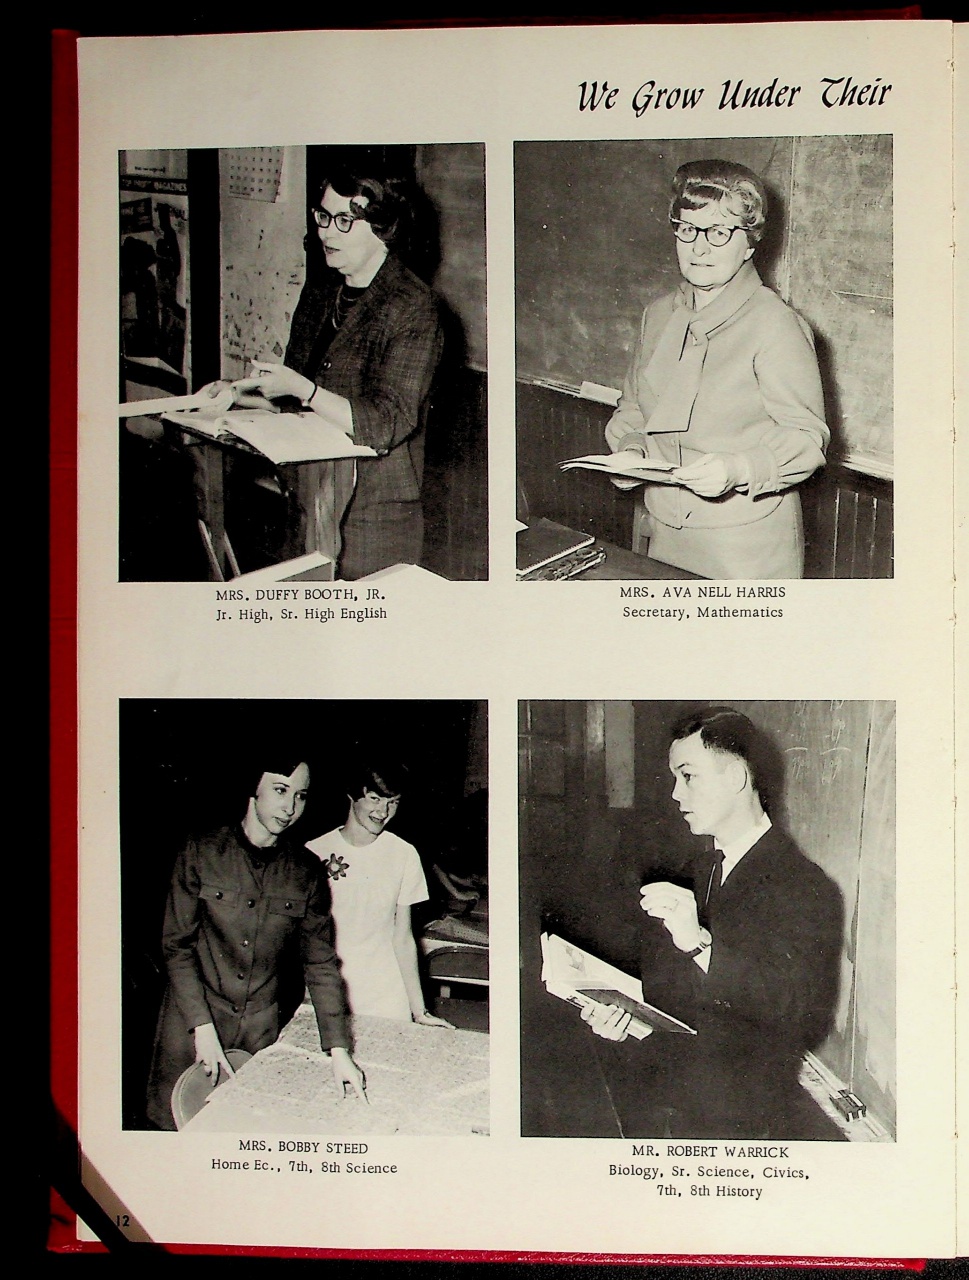 We Grow Under Their
MAGAZINES
MRS. DUFFY BOOTH, JR.
Jr. High, Sr. High English
MRS. AVA NELL HARRIS
Secretary, Mathematics
MRS. BOBBY STEED
Home Ec., 7th, 8th Science
MR. ROBERT WARRICK
Biology, Sr. Science, Civics,
7th, 8th History
12